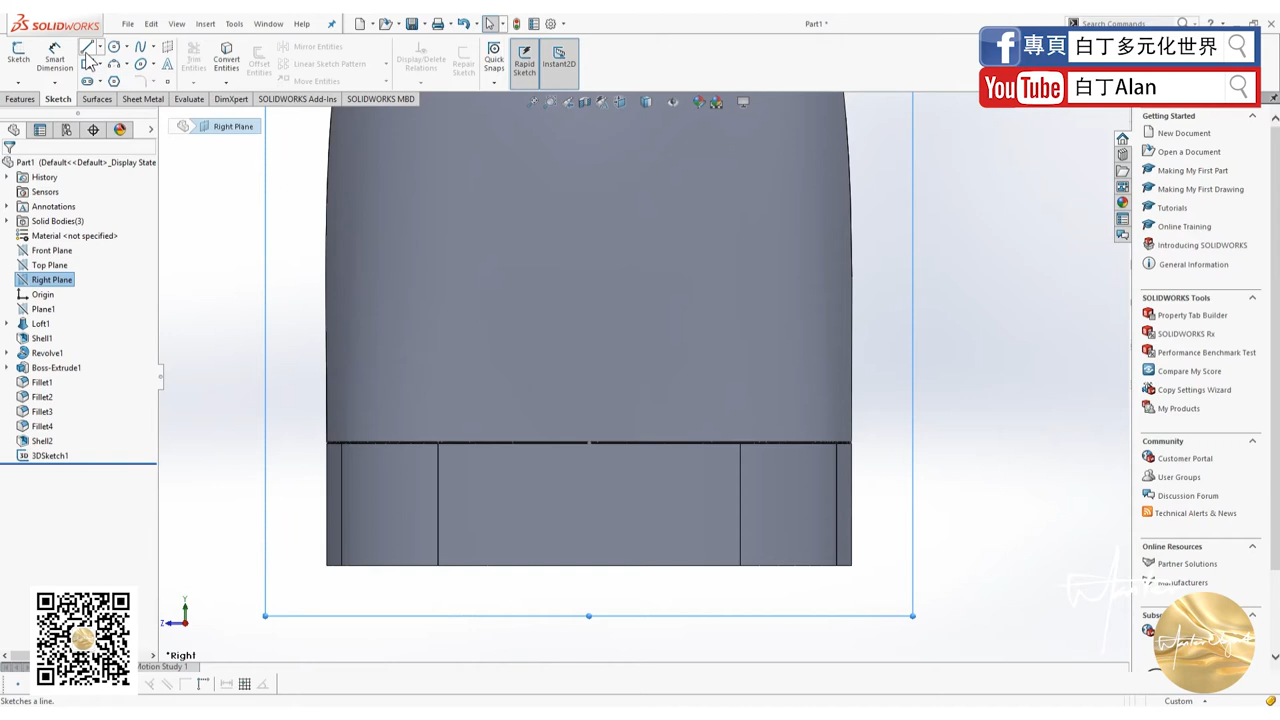 SOLIDWORKS
File Edit View Insert Tools Window Help
Part1 *
Search Commands
Sketch Smart Dimension
Trim Entities Convert Entities Offset Entities
Mirror Entities
Linear Sketch Pattern
Move Entities
Display/Delete Relations Repair Sketch Quick Snaps Rapid Sketch Instant2D
Features Sketch Surfaces Sheet Metal Evaluate DimXpert SOLIDWORKS Add-ins SOLIDWORKS MBD
專頁 白丁多元化世界
YouTube 白丁Alan
Right Plane
Part1 (Default<<Default>_Display State
History
Sensors
Annotations
Solid Bodies(3)
Material <not specified>
Front Plane
Top Plane
Right Plane
Origin
Plane1
Loft1
Shell1
Revolve1
Boss-Extrude1
Fillet1
Fillet2
Fillet3
Fillet4
Shell2
3DSketch1
Getting Started
New Document
Open a Document
Making My First Part
Making My First Drawing
Tutorials
Online Training
Introducing SOLIDWORKS
General Information
SOLIDWORKS Tools
Property Tab Builder
SOLIDWORKS Rx
Performance Benchmark Test
Compare My Score
Copy Settings Wizard
My Products
Community
Customer Portal
User Groups
Discussion Forum
Technical Alerts & News
Online Resources
Partner Solutions
Manufacturers
Y
Z
*Right
Motion Study 1
Sketches a line.
Custom